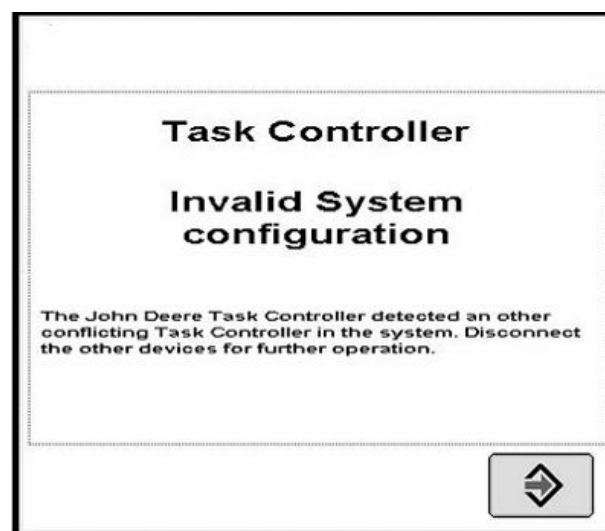 Task Controller
Invalid System
configuration
The John Deere Task Controller detected an other
conflicting Task Controller in the system. Disconnect
the other devices for further operation.